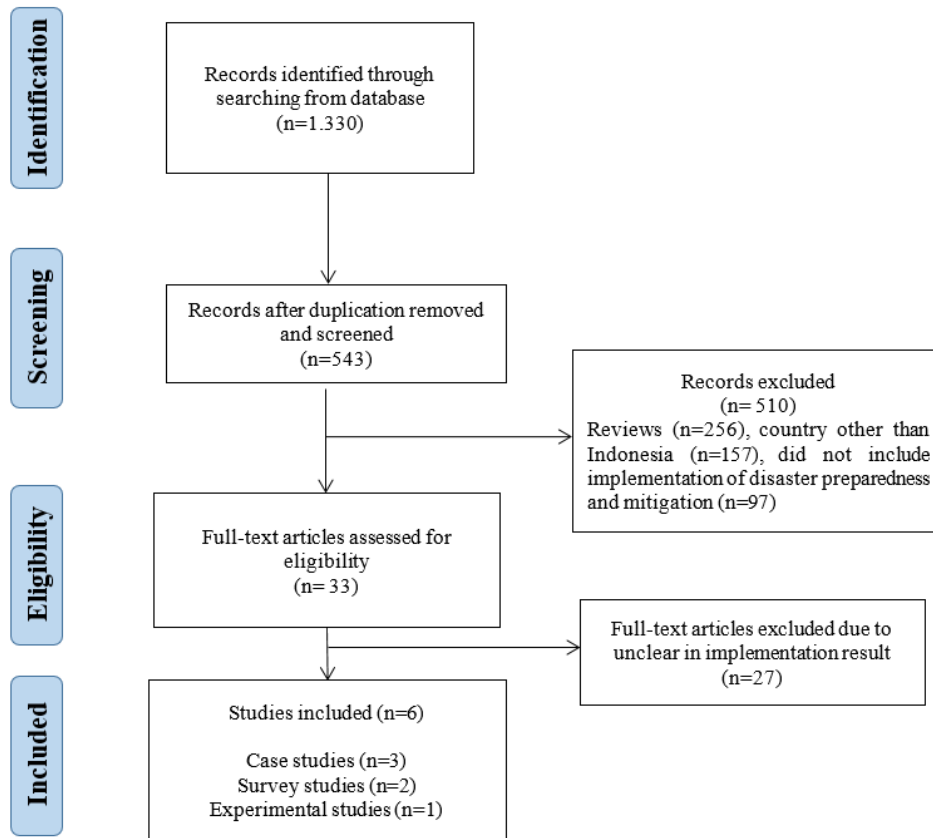 Identification
Records identified through
searching from database
(n=1.330)
Screening
Records after duplication removed
and screened
(n=543)
Records excluded
(n= 510)
Reviews (n=256), country other than
Indonesia (n=157), did not include
implementation of disaster preparedness
and mitigation (n=97)
Eligibility
Full-text articles assessed for
eligibility
(n= 33)
Full-text articles excluded due to
unclear in implementation result
(n=27)
Included
Studies included (n=6)
Case studies (n=3)
Survey studies (n=2)
Experimental studies (n=1)